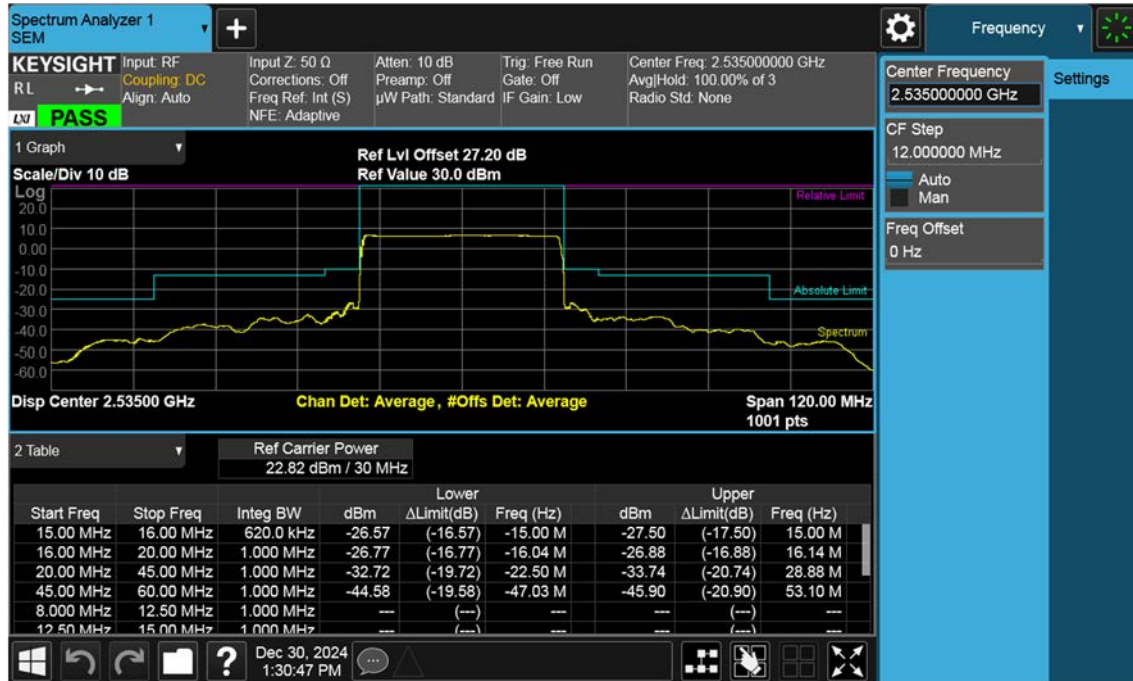 Spectrum Analyzer 1
SEM
Frequency
KEYSIGHT
R L
LXI
PASS
Input: RF
Coupling: DC
Align: Auto
Input Z: 50 Ω
Corrections: Off
Freq Ref: Int (S)
NFE: Adaptive
Atten: 10 dB
Preamp: Off
µW Path: Standard
Trig: Free Run
Gate: Off
IF Gain: Low
Center Freq: 2.535000000 GHz
Avg|Hold: 100.00% of 3
Radio Std: None
Center Frequency
2.535000000 GHz
Settings
CF Step
12.000000 MHz
Auto
Man
Freq Offset
0 Hz
1 Graph
Scale/Div 10 dB
Ref Lvl Offset 27.20 dB
Ref Value 30.0 dBm
Log
20.0
10.0
0.00
-10.0
-20.0
-30.0
-40.0
-50.0
-60.0
Relative Limit
Absolute Limit
Spectrum
Disp Center 2.53500 GHz
Chan Det: Average, #Offs Det: Average
Span 120.00 MHz
1001 pts
2 Table
Ref Carrier Power
22.82 dBm / 30 MHz
Lower Upper
Start Freq Stop Freq Integ BW dBm ΔLimit(dB) Freq (Hz) dBm ΔLimit(dB) Freq (Hz)
15.00 MHz 16.00 MHz 620.0 kHz -26.57 (-16.57) -15.00 M -27.50 (-17.50) 15.00 M
16.00 MHz 20.00 MHz 1.000 MHz -26.77 (-16.77) -16.04 M -26.88 (-16.88) 16.14 M
20.00 MHz 45.00 MHz 1.000 MHz -32.72 (-19.72) -22.50 M -33.74 (-20.74) 28.88 M
45.00 MHz 60.00 MHz 1.000 MHz -44.58 (-19.58) -47.03 M -45.90 (-20.90) 53.10 M
8.000 MHz 12.50 MHz 1.000 MHz --- (---) --- --- (---) ---
12.50 MHz 15.00 MHz 1.000 MHz --- (---) --- --- (---) ---
?
Dec 30, 2024
1:30:47 PM